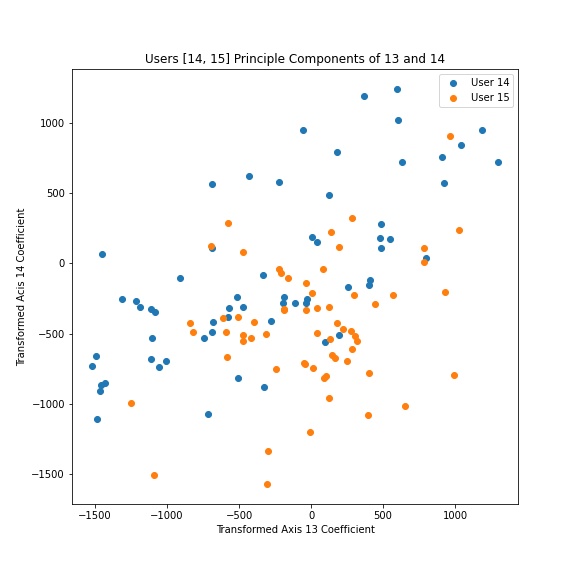 Users [14, 15] Principle Components of 13 and 14
User 14
User 15
1000
500
0
−500
−1000
−1500
Transformed Acis 14 Coefficient
−1500
−1000
−500
0
500
1000
Transformed Axis 13 Coefficient